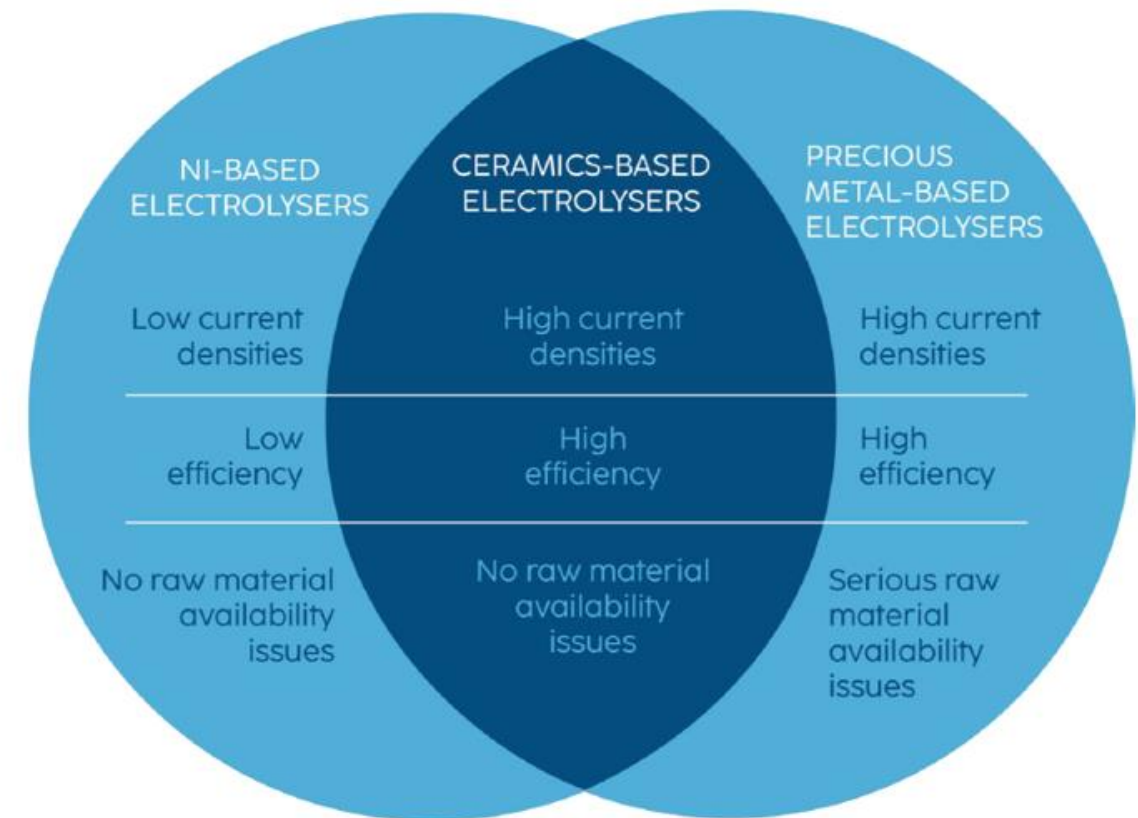 NI-BASED
ELECTROLYSERS
CERAMICS-BASED
ELECTROLYSERS
PRECIOUS
METAL-BASED
ELECTROLYSERS
Low current
densities
High current
densities
High current
densities
Low
efficiency
High
efficiency
High
efficiency
No raw material
availability
issues
No raw material
availability
issues
Serious raw
material
availability
issues